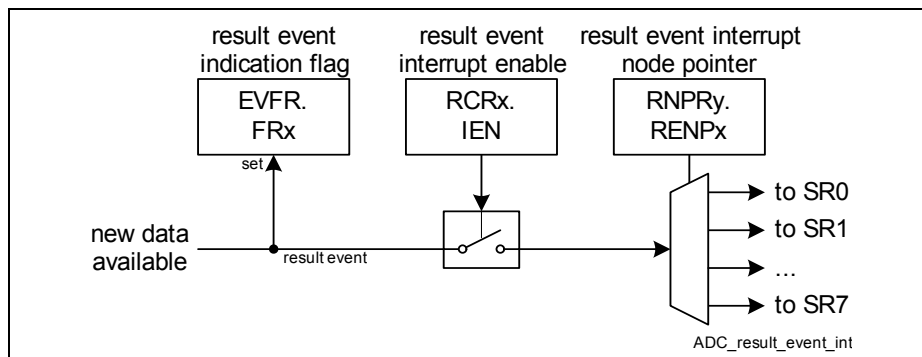 result event
indication flag
result event
interrupt enable
result event interrupt
node pointer
EVFR.
FRx
RCRx.
IEN
RNPRy.
RENPx
set
new data
available
result event
to SR0
to SR1
...
to SR7
ADC_result_event_int